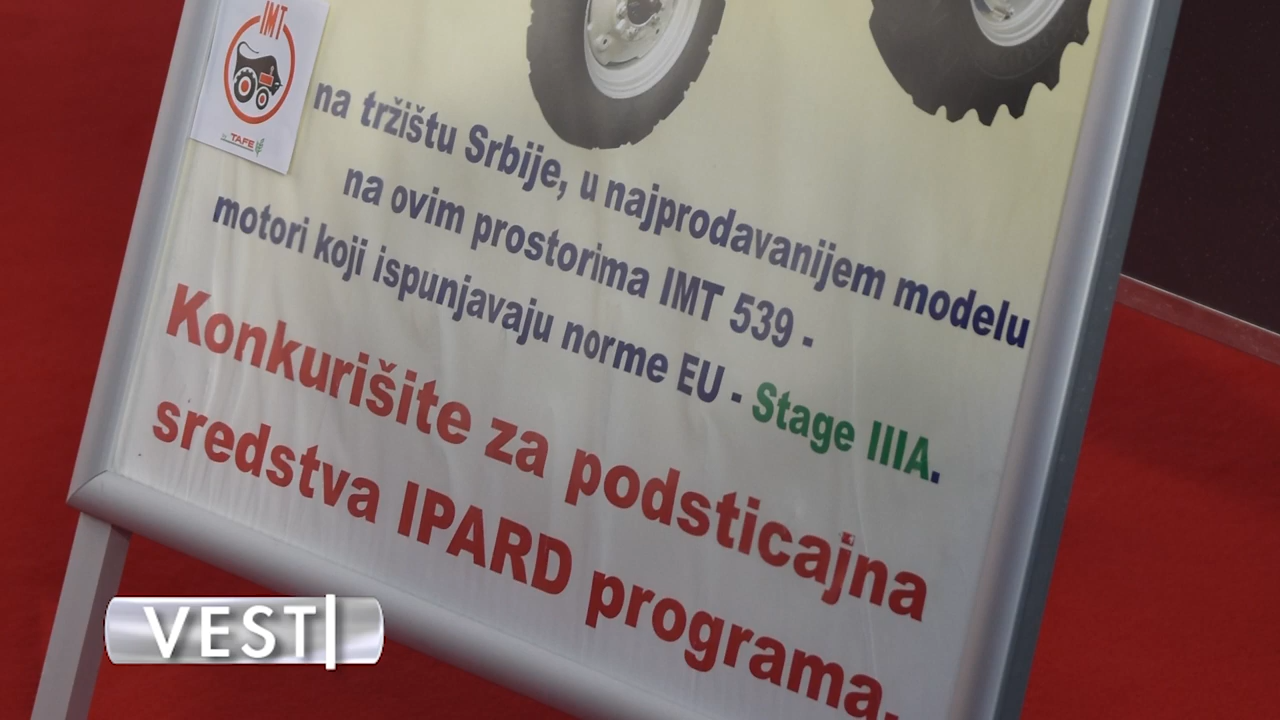 IMT
TAFE
na tržištu Srbije, u najprodavanijem modelu
na ovim prostorima IMT 539 -
motori koji ispunjavaju norme EU - Stage IIIA.
Konkurišite za podsticajna
sredstva IPARD programa.
VESTI